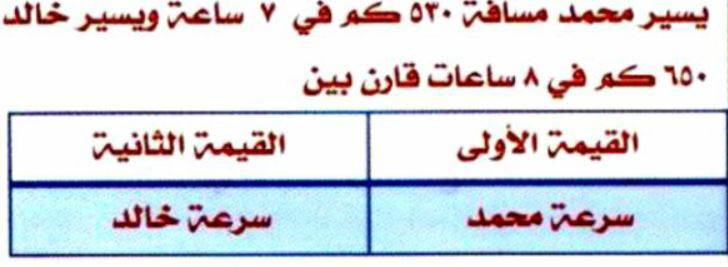 يسير محمد مسافة ٥٣٠ كم في ٧ ساعة ويسير خالد
٦٥٠ كم في ٨ ساعات قارن بين
القيمة الأولى القيمة الثانية
سرعة محمد سرعة خالد